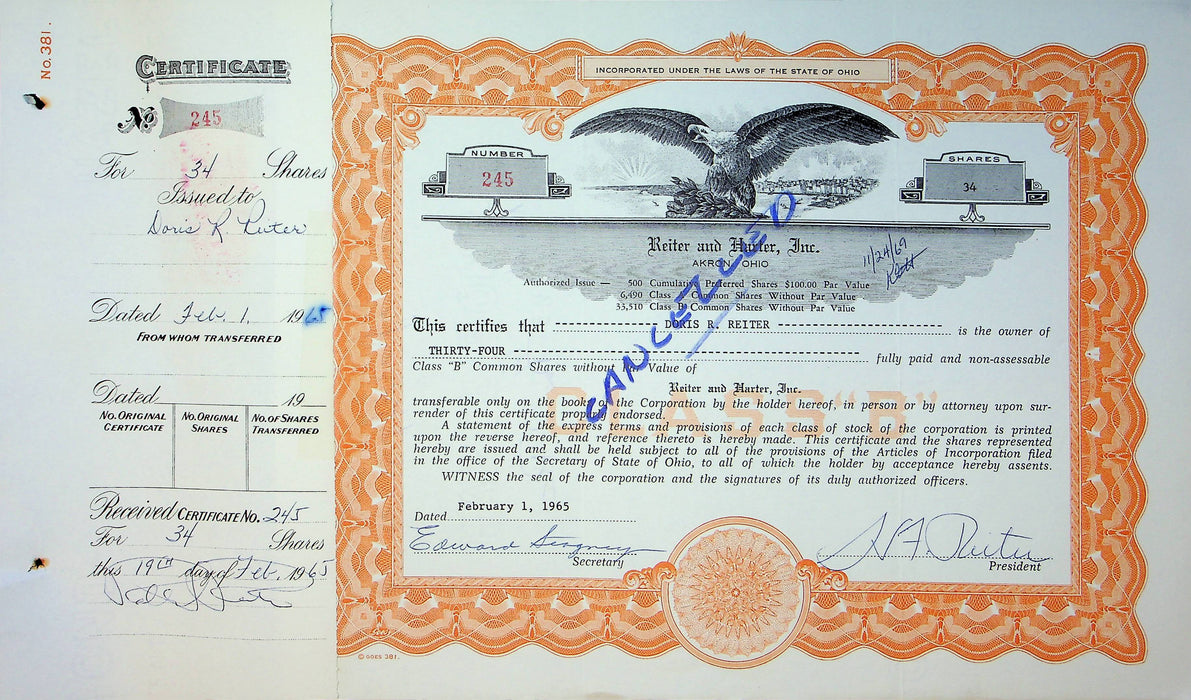 No. 381.
CERTIFICATE
No 245
For 34 Shares
Issued to
Doris R. Reiter
Dated Feb. 1, 1965
FROM WHOM TRANSFERRED
Dated 19
NO. ORIGINAL CERTIFICATE
NO. ORIGINAL SHARES
NO. OF SHARES TRANSFERRED
Received CERTIFICATE NO. 245
For 34 Shares
this 19th day of Feb. 1965
INCORPORATED UNDER THE LAWS OF THE STATE OF OHIO
NUMBER
245
SHARES
34
Reiter and Harter, Inc.
AKRON, OHIO
11/24/69
CANCELLED
Authorized Issue — 500 Cumulative Preferred Shares $100.00 Par Value
6,490 Class A Common Shares Without Par Value
33,510 Class B Common Shares Without Par Value
This certifies that DORIS R. REITER is the owner of
THIRTY-FOUR fully paid and non-assessable
Class "B" Common Shares without Par Value of
Reiter and Harter, Inc.
CLASS "B"
transferable only on the books of the Corporation by the holder hereof, in person or by attorney upon sur-
render of this certificate properly endorsed.
A statement of the express terms and provisions of each class of stock of the corporation is printed
upon the reverse hereof, and reference thereto is hereby made. This certificate and the shares represented
hereby are issued and shall be held subject to all of the provisions of the Articles of Incorporation filed
in the office of the Secretary of State of Ohio, to all of which the holder by acceptance hereby assents.
WITNESS the seal of the corporation and the signatures of its duly authorized officers.
Dated February 1, 1965
Edward
Secretary
H F Reiter
President
© GOES 381.